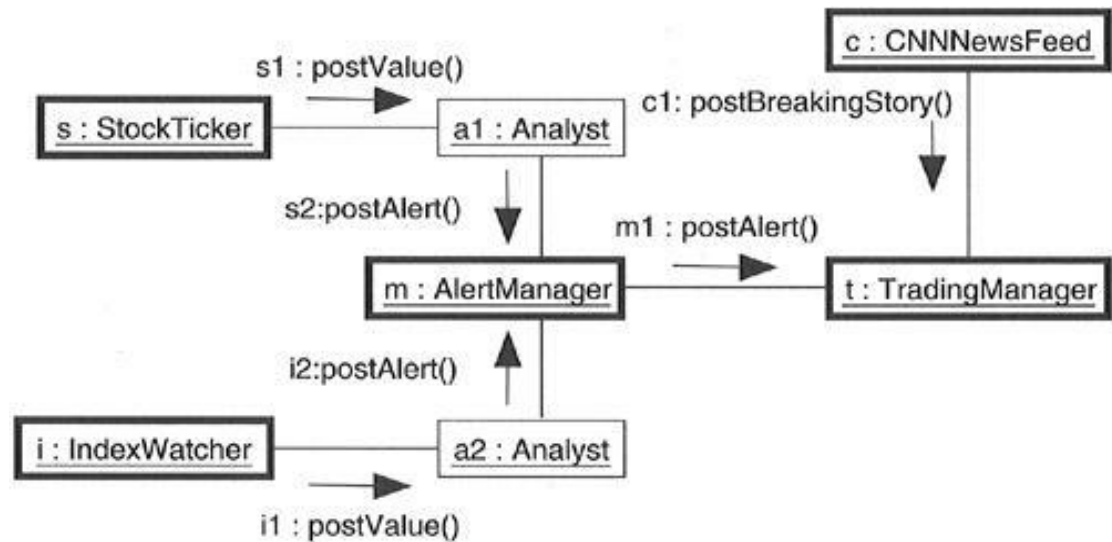 c : CNNNewsFeed
s1 : postValue()
c1: postBreakingStory()
s : StockTicker
a1 : Analyst
s2:postAlert()
m1 : postAlert()
m : AlertManager
t : TradingManager
i2:postAlert()
i : IndexWatcher
a2 : Analyst
i1 : postValue()